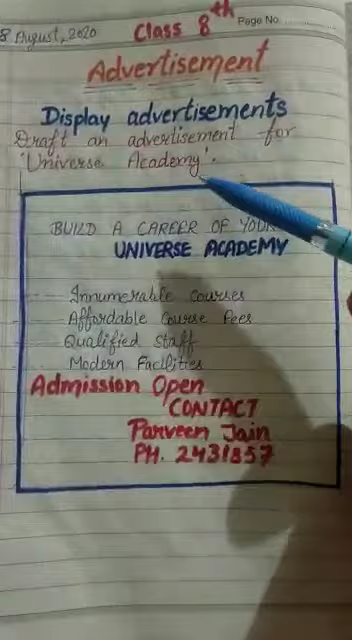 8 August, 2020 Class 8th Page No.
Advertisement
Display advertisements
Draft an advertisement for
'Universe Academy'.
BUILD A CAREER OF YOUR
UNIVERSE ACADEMY
- Innumerable Courses
- Affordable Course Fees
- Qualified Staff
- Modern Facilities
Admission Open
CONTACT
Parveen Jain
PH. 2431857